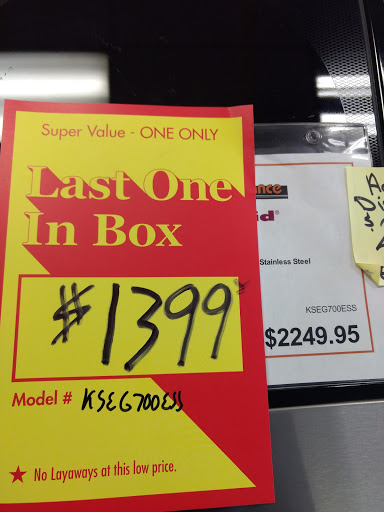 Super Value - ONE ONLY
Last One
In Box
$1399
Model # KSEG700ESS
★ No Layaways at this low price.
Stainless Steel
KSEG700ESS
$2249.95